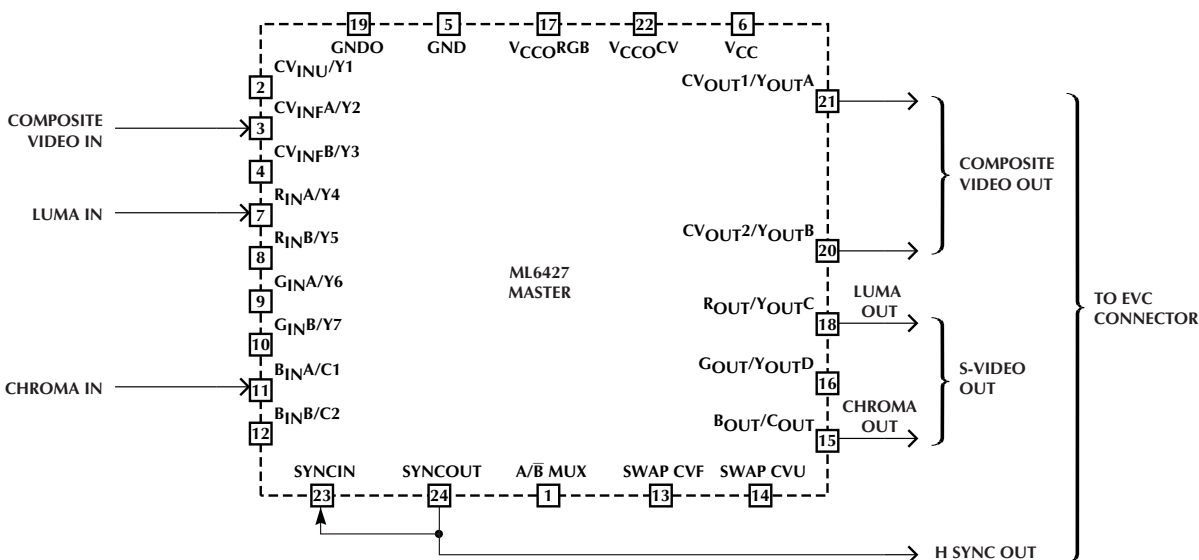 19
5
17
22
6
GNDO
GND
VCCORGB
VCCOCV
VCC
2
CVINU/Y1
COMPOSITE
VIDEO IN
3
CVINFA/Y2
4
CVINFB/Y3
LUMA IN
7
RINA/Y4
8
RINB/Y5
9
GINA/Y6
10
GINB/Y7
CHROMA IN
11
BINA/C1
12
BINB/C2
ML6427
MASTER
CVOUT1/YOUTA
21
CVOUT2/YOUTB
20
COMPOSITE
VIDEO OUT
ROUT/YOUTC
18
LUMA
OUT
GOUT/YOUTD
16
BOUT/COUT
15
CHROMA
OUT
S-VIDEO
OUT
TO EVC
CONNECTOR
SYNCIN
SYNCOUT
A/B̅ MUX
SWAP CVF
SWAP CVU
23
24
1
13
14
H SYNC OUT